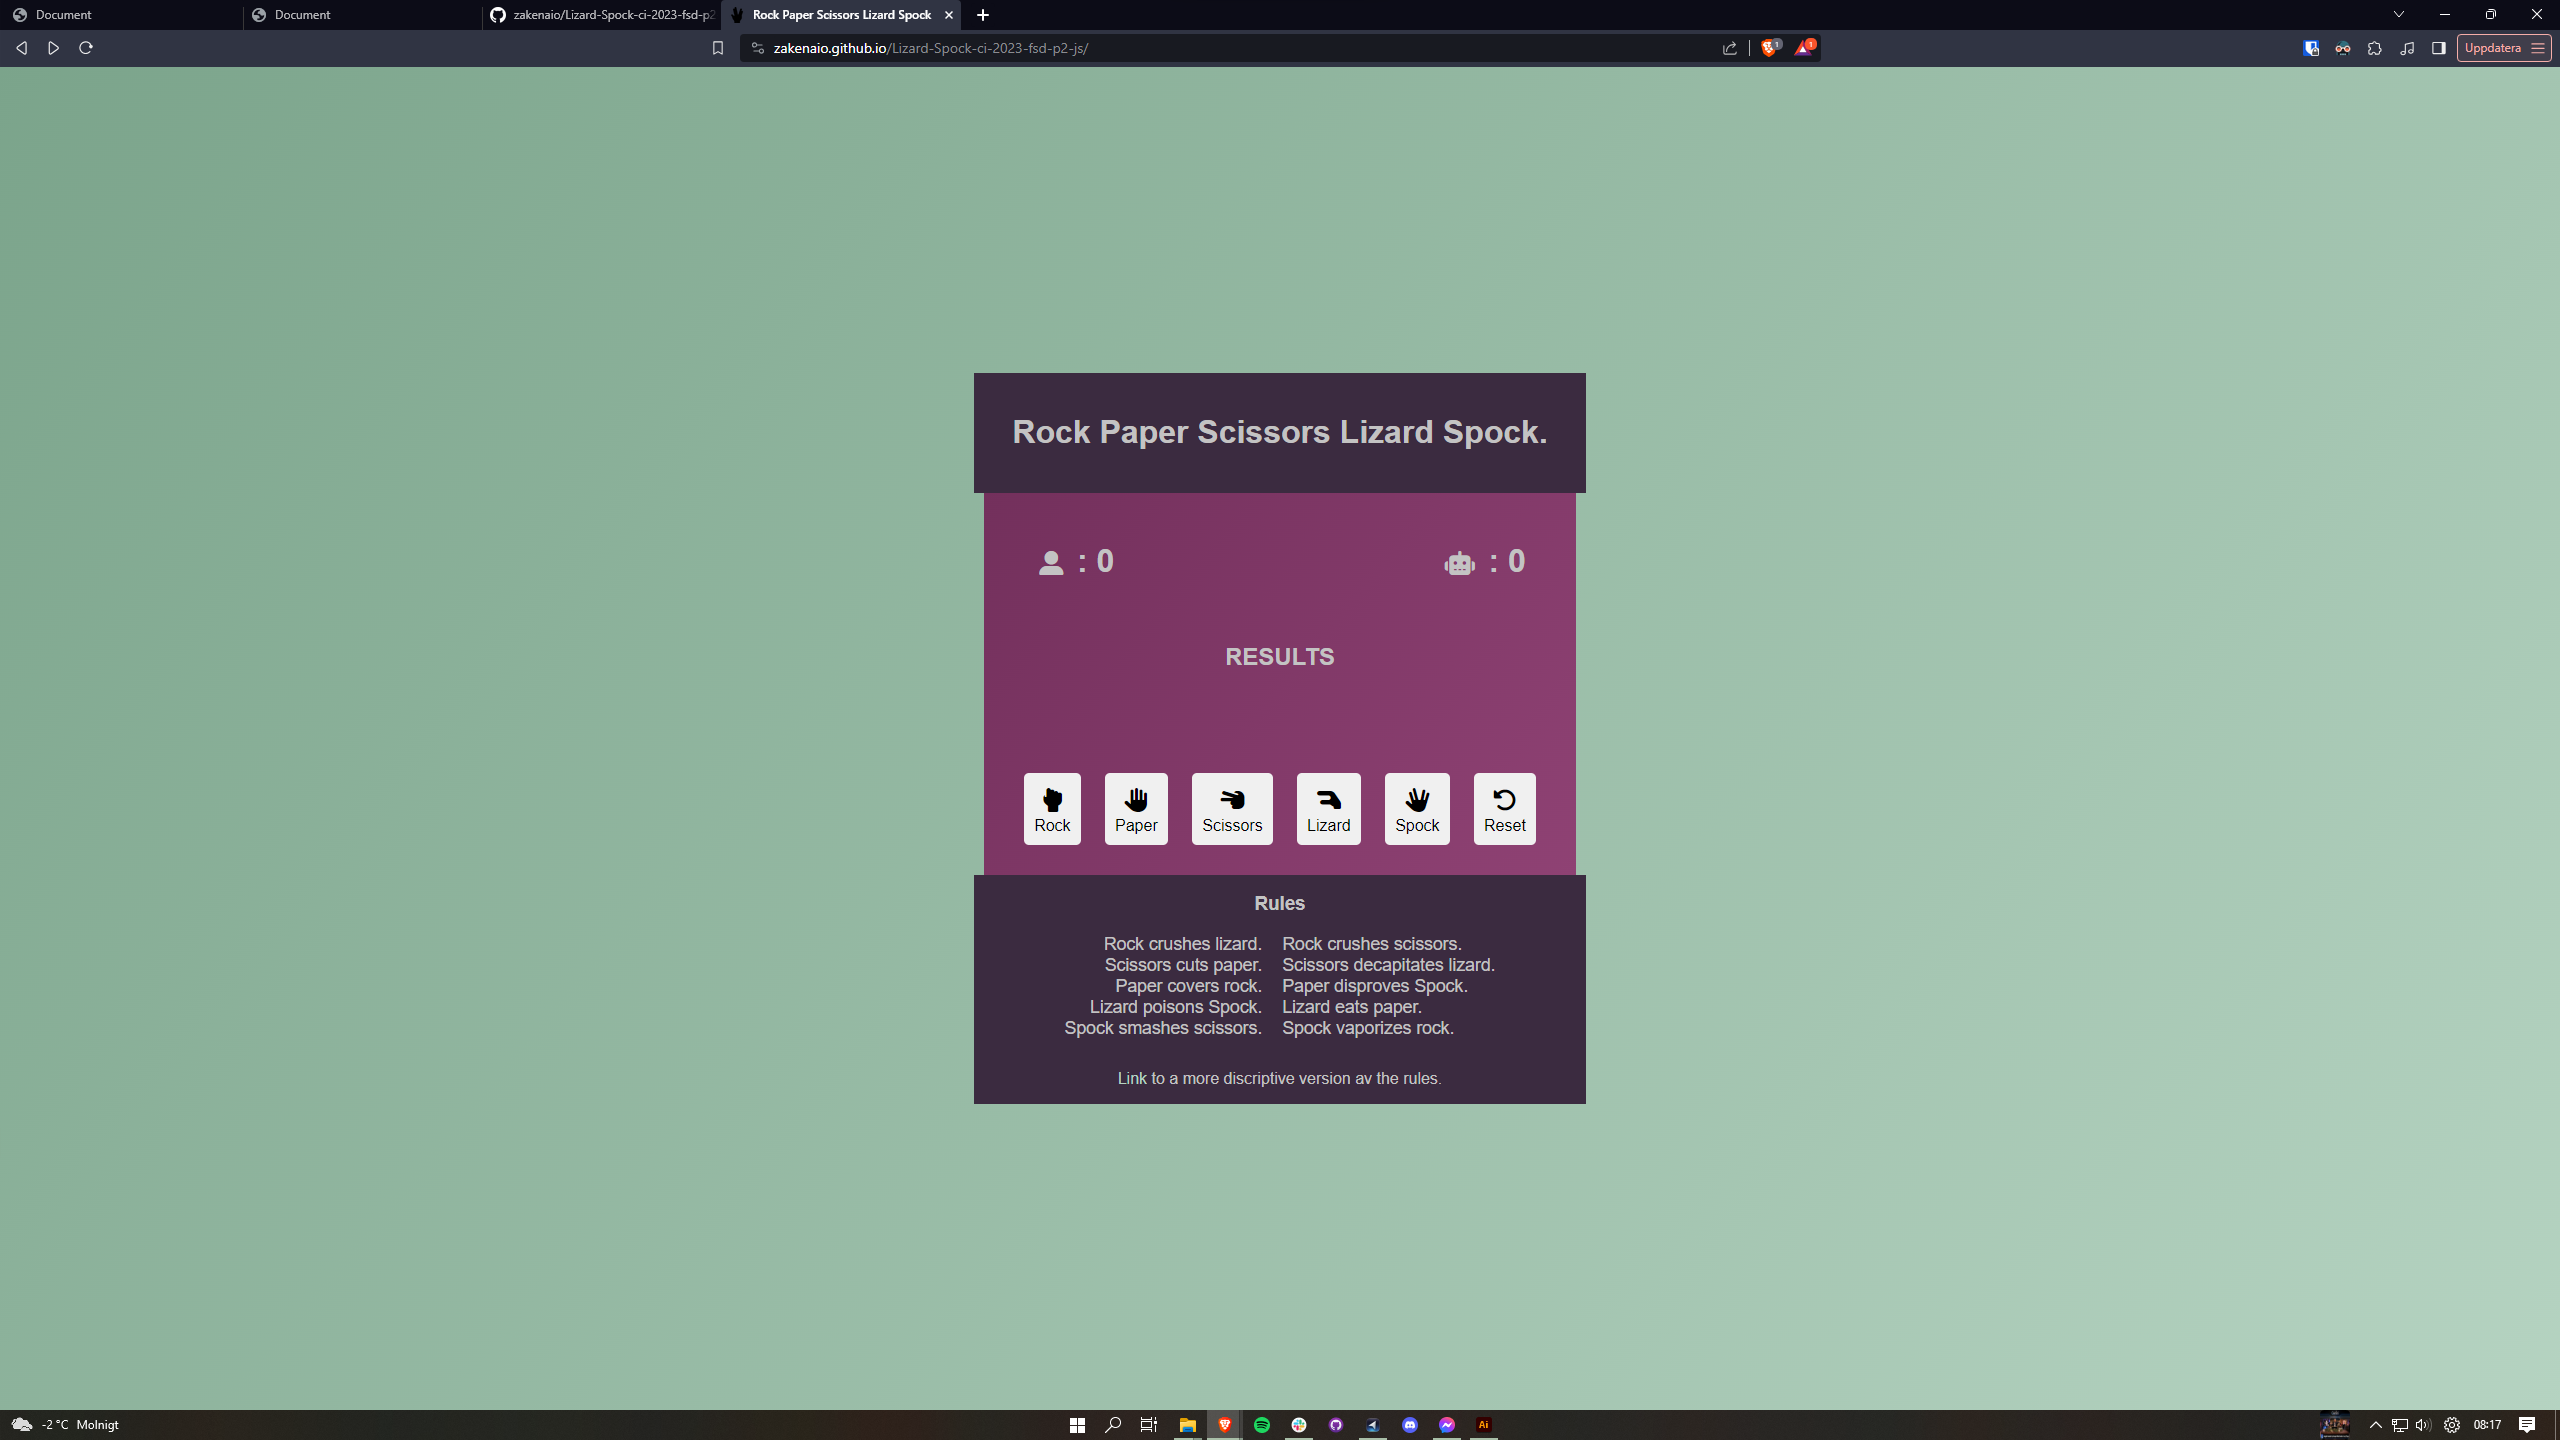 Document
Document
zakenaio/Lizard-Spock-ci-2023-fsd-p2
Rock Paper Scissors Lizard Spock
zakenaio.github.io/Lizard-Spock-ci-2023-fsd-p2-js/
1
1
Uppdatera
Rock Paper Scissors Lizard Spock.
: 0
: 0
RESULTS
Rock
Paper
Scissors
Lizard
Spock
Reset
Rules
Rock crushes lizard.
Rock crushes scissors.
Scissors cuts paper.
Scissors decapitates lizard.
Paper covers rock.
Paper disproves Spock.
Lizard poisons Spock.
Lizard eats paper.
Spock smashes scissors.
Spock vaporizes rock.
Link to a more discriptive version av the rules.
-2°C Molnigt
Ai
08:17